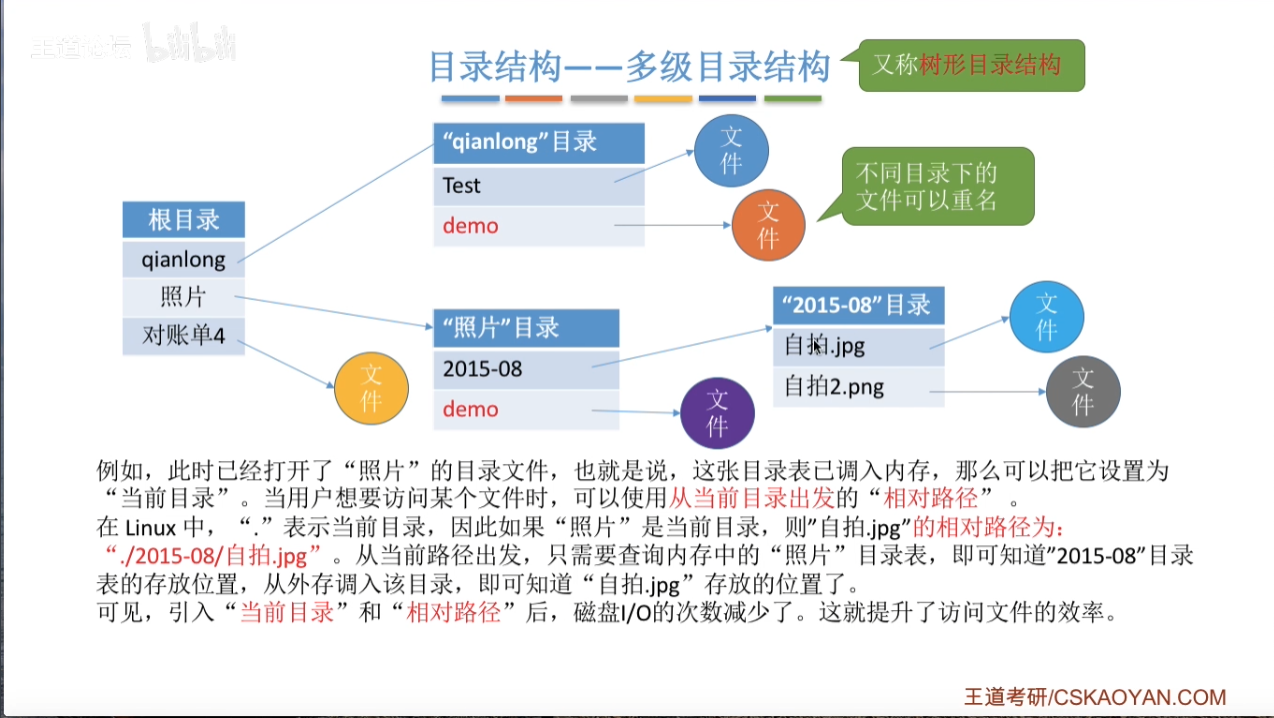 王道论坛 bilibili
目录结构——多级目录结构
又称树形目录结构
“qianlong”目录
Test
demo
文
件
文
件
不同目录下的
文件可以重名
根目录
qianlong
照片
对账单4
文
件
“照片”目录
2015-08
demo
文
件
“2015-08”目录
自拍.jpg
自拍2.png
文
件
文
件
例如，此时已经打开了“照片”的目录文件，也就是说，这张目录表已调入内存，那么可以把它设置为
“当前目录”。当用户想要访问某个文件时，可以使用从当前目录出发的“相对路径” 。
在 Linux 中，“.”表示当前目录，因此如果“照片”是当前目录，则”自拍.jpg”的相对路径为:
“./2015-08/自拍.jpg”。从当前路径出发，只需要查询内存中的“照片”目录表，即可知道”2015-08”目录
表的存放位置，从外存调入该目录，即可知道“自拍.jpg”存放的位置了。
可见，引入“当前目录”和“相对路径”后，磁盘I/O的次数减少了。这就提升了访问文件的效率。
王道考研/CSKAOYAN.COM